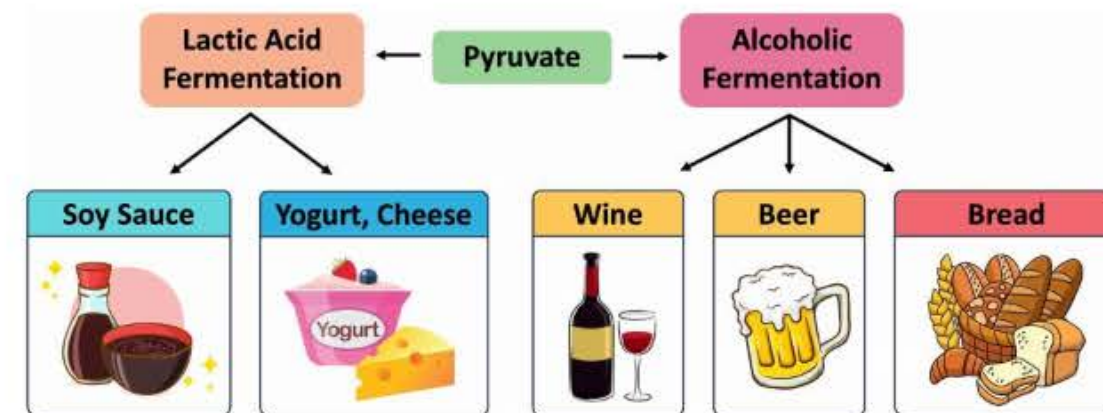 Lactic Acid
Fermentation
Pyruvate
Alcoholic
Fermentation
Soy Sauce
Yogurt, Cheese
Wine
Beer
Bread
Yogurt